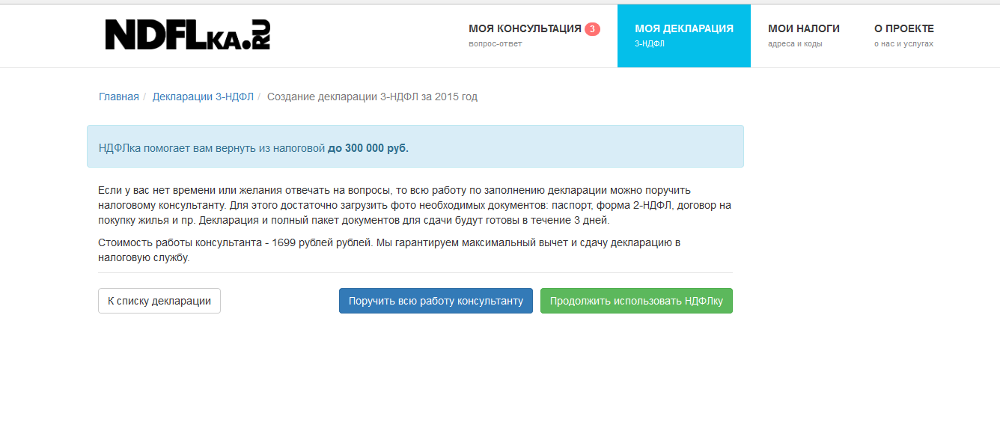 NDFLKA.RU
МОЯ КОНСУЛЬТАЦИЯ 3
вопрос-ответ
МОЯ ДЕКЛАРАЦИЯ
3-НДФЛ
МОИ НАЛОГИ
адреса и коды
О ПРОЕКТЕ
о нас и услугах
Главная / Декларации 3-НДФЛ / Создание декларации 3-НДФЛ за 2015 год
НДФЛка помогает вам вернуть из налоговой до 300 000 руб.
Если у вас нет времени или желания отвечать на вопросы, то всю работу по заполнению декларации можно поручить
налоговому консультанту. Для этого достаточно загрузить фото необходимых документов: паспорт, форма 2-НДФЛ, договор на
покупку жилья и пр. Декларация и полный пакет документов для сдачи будут готовы в течение 3 дней.
Стоимость работы консультанта - 1699 рублей рублей. Мы гарантируем максимальный вычет и сдачу декларацию в
налоговую службу.
К списку декларации
Поручить всю работу консультанту
Продолжить использовать НДФЛку